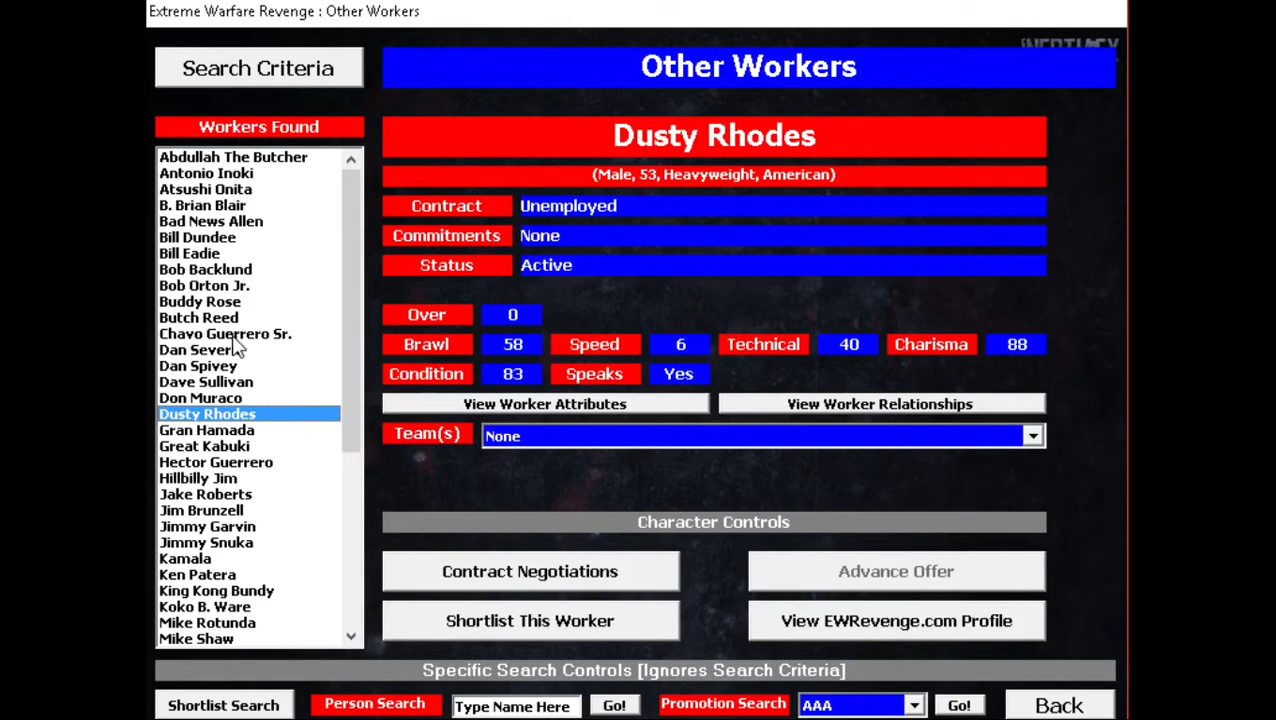 Extreme Warfare Revenge : Other Workers
Search Criteria
Other Workers
Workers Found
Abdullah The Butcher
Antonio Inoki
Atsushi Onita
B. Brian Blair
Bad News Allen
Bill Dundee
Bill Eadie
Bob Backlund
Bob Orton Jr.
Buddy Rose
Butch Reed
Chavo Guerrero Sr.
Dan Severn
Dan Spivey
Dave Sullivan
Don Muraco
Dusty Rhodes
Gran Hamada
Great Kabuki
Hector Guerrero
Hillbilly Jim
Jake Roberts
Jim Brunzell
Jimmy Garvin
Jimmy Snuka
Kamala
Ken Patera
King Kong Bundy
Koko B. Ware
Mike Rotunda
Mike Shaw
Dusty Rhodes
(Male, 53, Heavyweight, American)
Contract Unemployed
Commitments None
Status Active
Over 0
Brawl 58 Speed 6 Technical 40 Charisma 88
Condition 83 Speaks Yes
View Worker Attributes View Worker Relationships
Team(s) None
Character Controls
Contract Negotiations Advance Offer
Shortlist This Worker View EWRevenge.com Profile
Specific Search Controls [Ignores Search Criteria]
Shortlist Search Person Search Type Name Here Go! Promotion Search AAA Go! Back